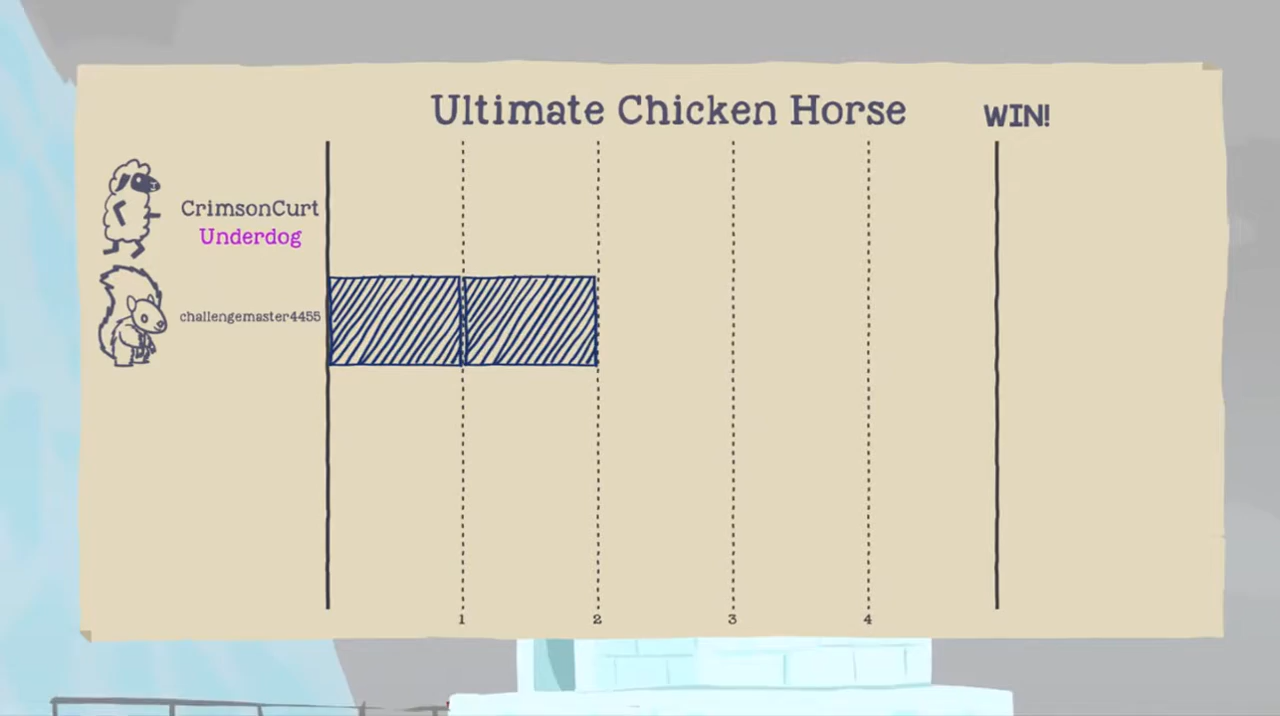 Ultimate Chicken Horse
WIN!
CrimsonCurt
Underdog
challengemaster4455
1 2 3 4